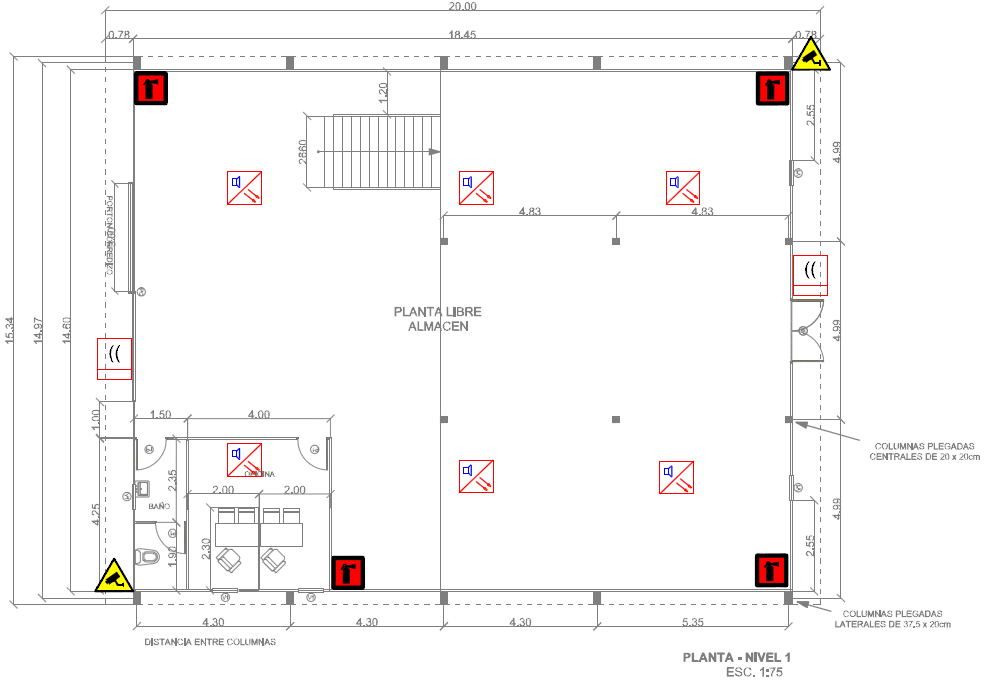 20.00
0.78
18.45
0.78
1.20
2.55
4.99
2660
4.83
4.83
15.34
14.97
14.60
PLANTA LIBRE
ALMACEN
4.99
1.50
4.00
1.00
COLUMNAS PLEGADAS
CENTRALES DE 20 x 20cm
2.35
2.00
2.00
BAÑO
4.25
4.99
2.30
1.90
2.55
COLUMNAS PLEGADAS
LATERALES DE 37,5 x 20cm
4.30
4.30
4.30
5.35
DISTANCIA ENTRE COLUMNAS
PLANTA - NIVEL 1
ESC. 1:75